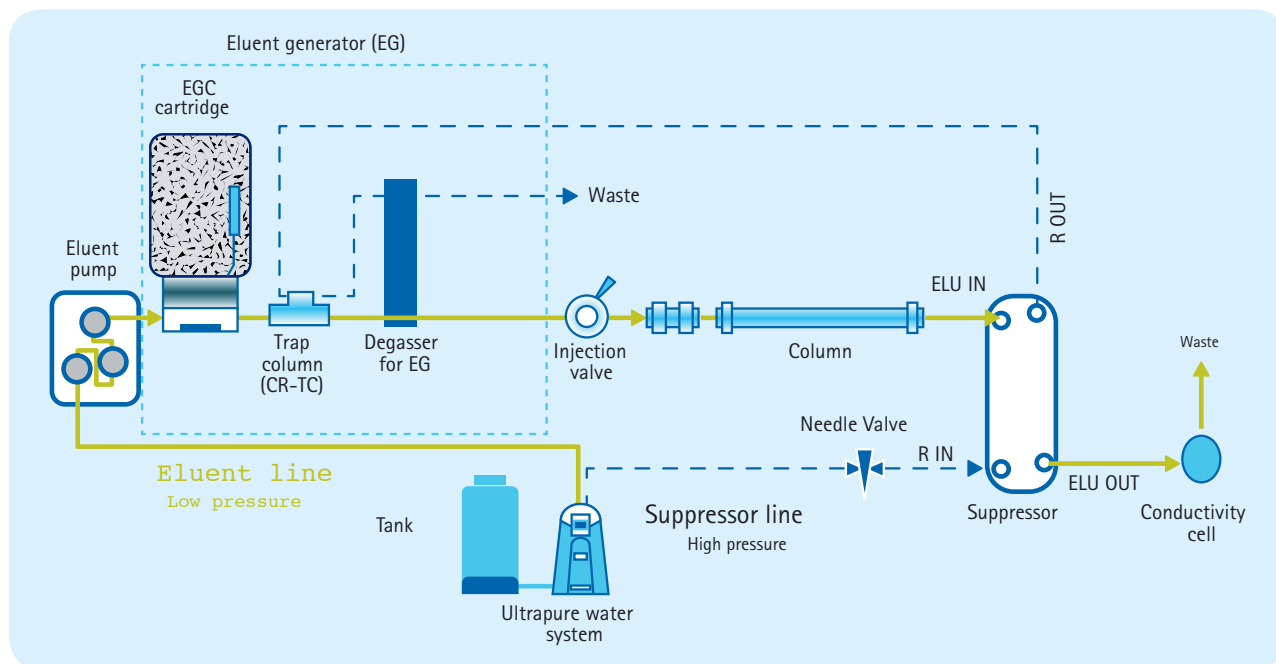 Eluent generator (EG)
EGC
cartridge
Waste
R OUT
Eluent
pump
ELU IN
Trap
column
(CR-TC)
Degasser
for EG
Injection
valve
Column
Waste
Needle Valve
R IN
Eluent line
Low pressure
ELU OUT
Tank
Suppressor line
High pressure
Suppressor
Conductivity
cell
Ultrapure water
system